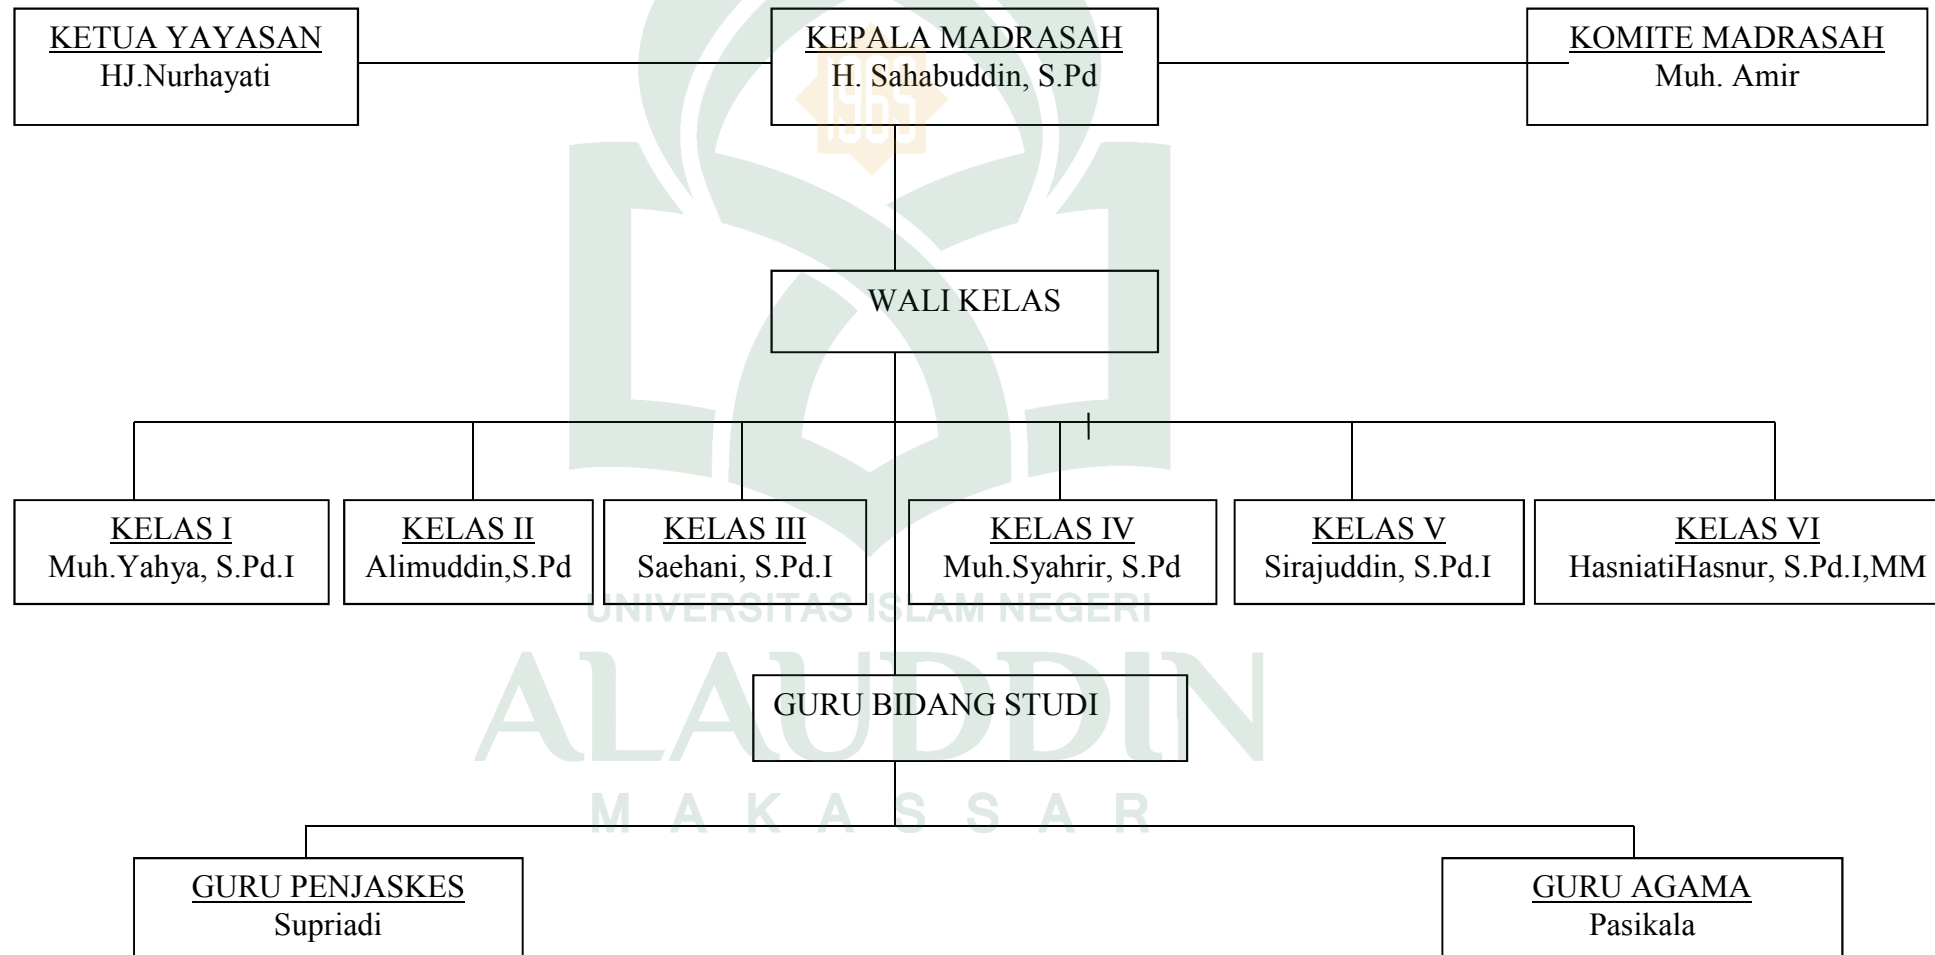 KETUA YAYASAN
HJ.Nurhayati
KEPALA MADRASAH
H. Sahabuddin, S.Pd
KOMITE MADRASAH
Muh. Amir
1965
WALI KELAS
KELAS I
Muh.Yahya, S.Pd.I
KELAS II
Alimuddin,S.Pd
KELAS III
Saehani, S.Pd.I
KELAS IV
Muh.Syahrir, S.Pd
KELAS V
Sirajuddin, S.Pd.I
KELAS VI
HasniatiHasnur, S.Pd.I,MM
UNIVERSITAS ISLAM NEGERI
ALAUDDIN
GURU BIDANG STUDI
MAKASSAR
GURU PENJASKES
Supriadi
GURU AGAMA
Pasikala